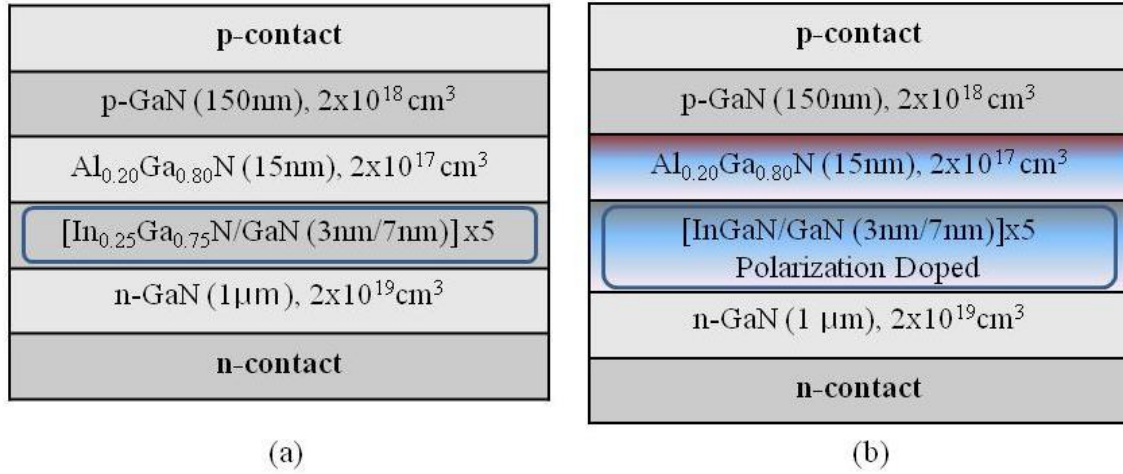 p-contact
p-GaN (150nm), 2x10¹⁸ cm³
Al₀.₂₀Ga₀.₈₀N (15nm), 2x10¹⁷ cm³
[In₀.₂₅Ga₀.₇₅N/GaN (3nm/7nm)] x5
n-GaN (1μm), 2x10¹⁹cm³
n-contact
(a)
p-contact
p-GaN (150nm), 2x10¹⁸ cm³
Al₀.₂₀Ga₀.₈₀N (15nm), 2x10¹⁷ cm³
[InGaN/GaN (3nm/7nm)]x5
Polarization Doped
n-GaN (1 μm), 2x10¹⁹cm³
n-contact
(b)